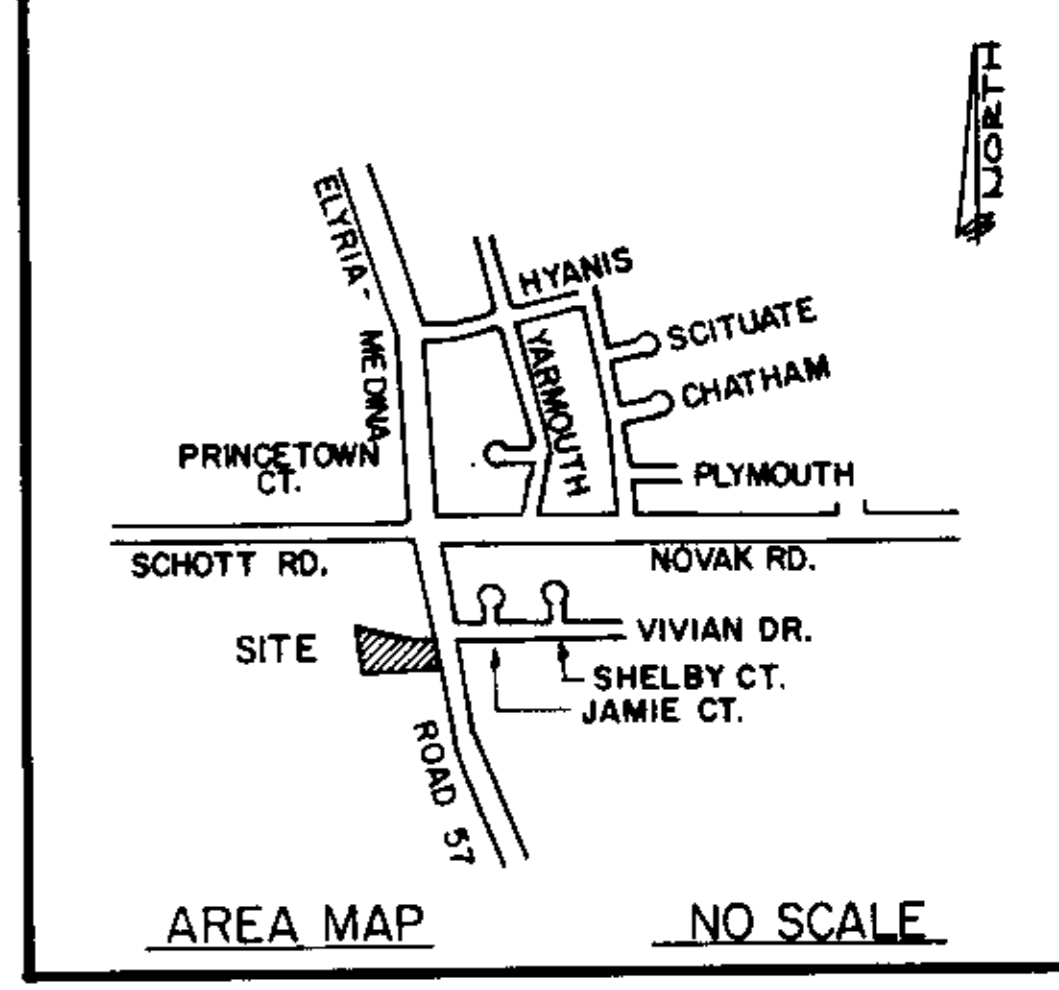 NORTH
ELYRIA-
MEDINA
HYANIS
SCITUATE
YARMOUTH
CHATHAM
PRINCETOWN
CT.
PLYMOUTH
SCHOTT RD.
NOVAK RD.
SITE
VIVIAN DR.
SHELBY CT.
JAMIE CT.
ROAD 57
AREA MAP
NO SCALE